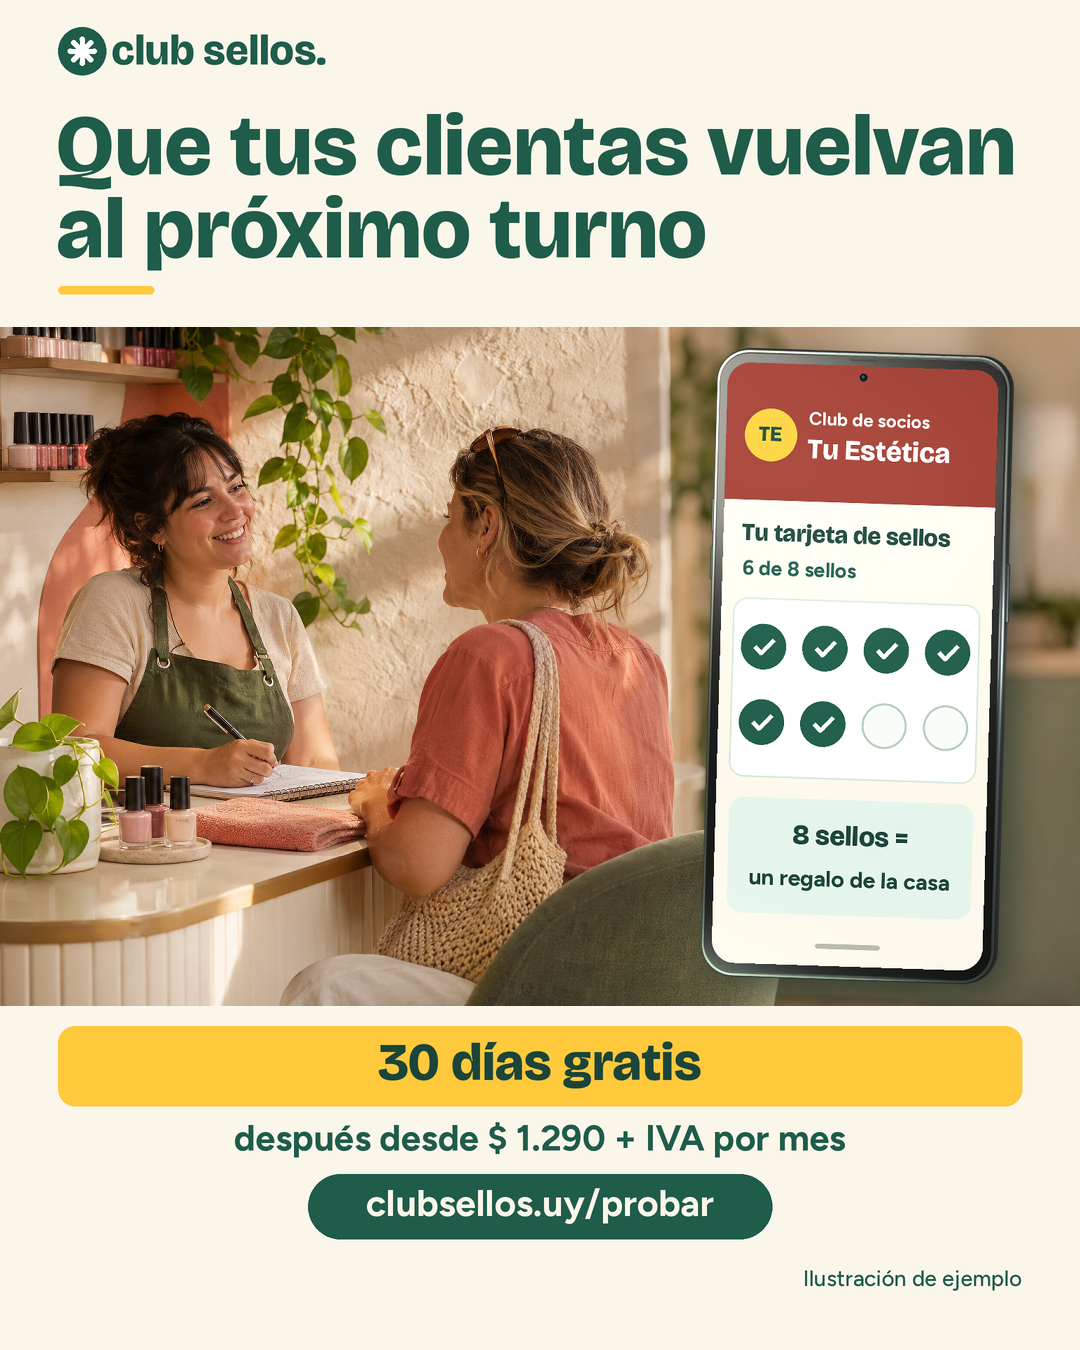 club sellos.
Que tus clientas vuelvan
al próximo turno
TE
Club de socios
Tu Estética
Tu tarjeta de sellos
6 de 8 sellos
8 sellos =
un regalo de la casa
30 días gratis
después desde $ 1.290 + IVA por mes
clubsellos.uy/probar
Ilustración de ejemplo